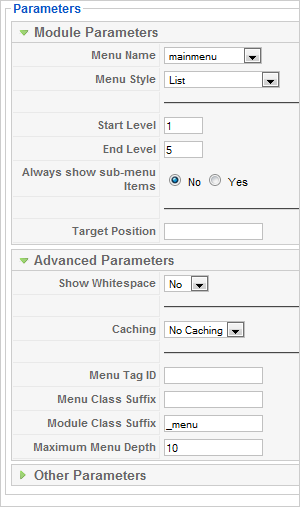 Parameters
Module Parameters
Menu Name mainmenu
Menu Style List
Start Level 1
End Level 5
Always show sub-menu
Items No Yes
Target Position
Advanced Parameters
Show Whitespace No
Caching No Caching
Menu Tag ID
Menu Class Suffix
Module Class Suffix _menu
Maximum Menu Depth 10
Other Parameters